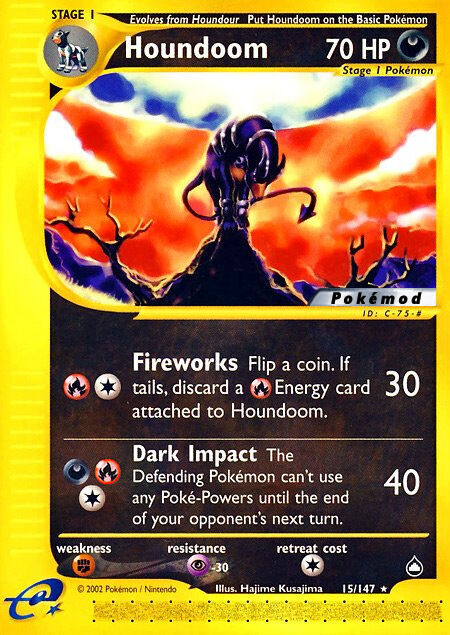 STAGE 1
Evolves from Houndour Put Houndoom on the Basic Pokémon
Houndoom 70 HP
Stage 1 Pokémon
Pokémod
ID: C-75-#
Fireworks Flip a coin. If
tails, discard a Energy card
attached to Houndoom.
30
Dark Impact The
Defending Pokémon can't use
any Poké-Powers until the end
of your opponent's next turn.
40
weakness resistance retreat cost
-30
Illus. Hajime Kusajima
© 2002 Pokémon / Nintendo
15/147
e